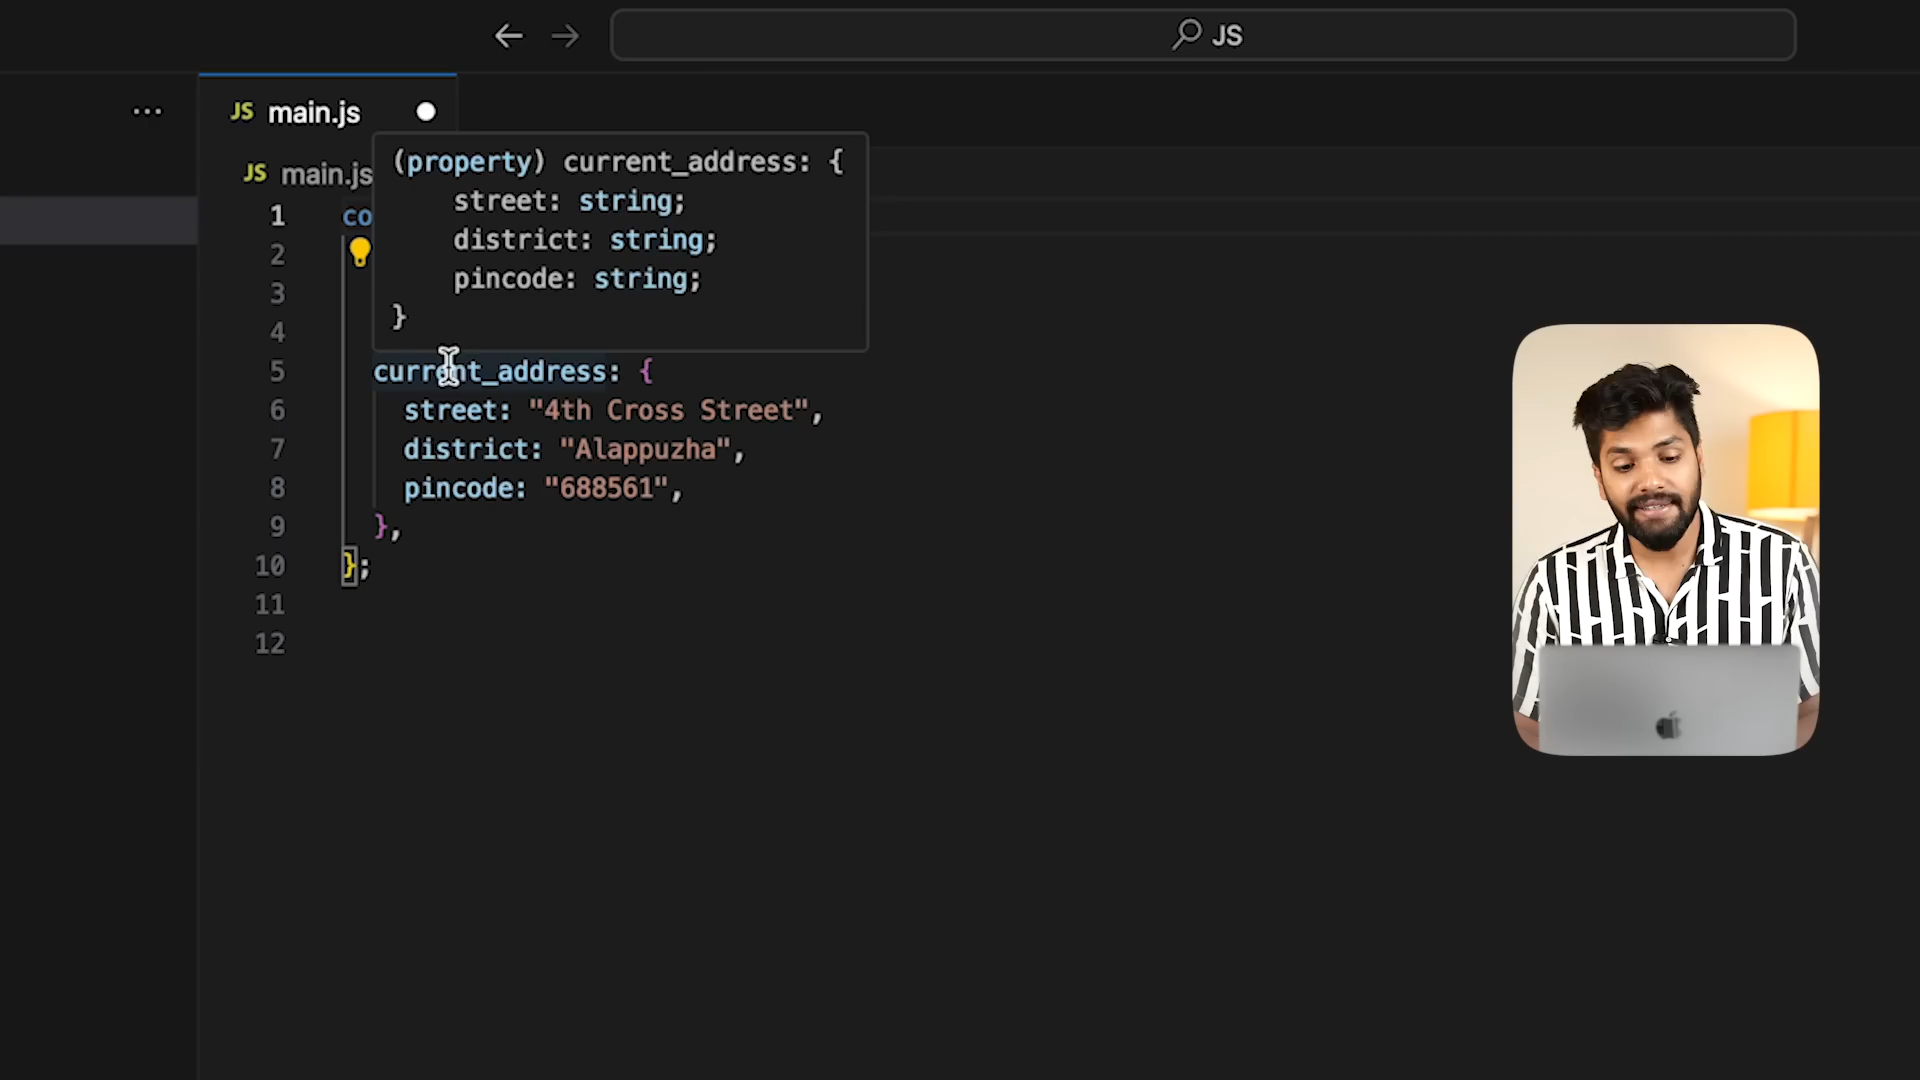 JS
JS main.js
JS main.js
(property) current_address: {
street: string;
district: string;
pincode: string;
}
1 co
2
3
4
5 current_address: {
6 street: "4th Cross Street",
7 district: "Alappuzha",
8 pincode: "688561",
9 },
10 };
11
12